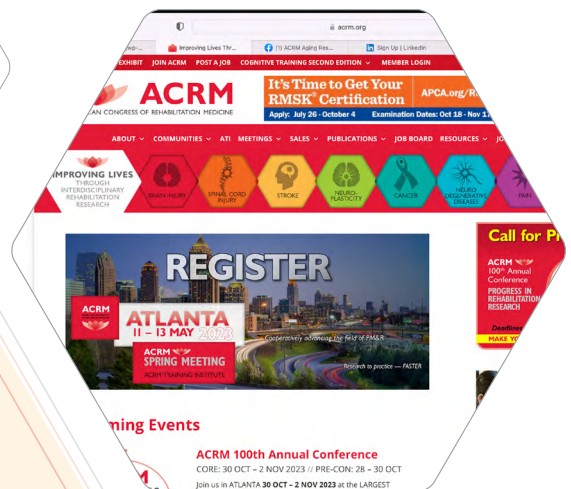 acrm.org
Improving Lives Thr...
(1) ACRM Aging Res...
Sign Up | LinkedIn
EXHIBIT JOIN ACRM POST A JOB COGNITIVE TRAINING SECOND EDITION MEMBER LOGIN
ACRM
CONGRESS OF REHABILITATION MEDICINE
It's Time to Get Your
RMSK® Certification
APCA.org/R
Apply: July 26 - October 4 Examination Dates: Oct 18 - Nov 17
ABOUT COMMUNITIES ATI MEETINGS SALES PUBLICATIONS JOB BOARD RESOURCES
IMPROVING LIVES
THROUGH
INTERDISCIPLINARY
REHABILITATION
RESEARCH
BRAIN INJURY
SPINAL CORD
INJURY
STROKE
NEURO-
PLASTICITY
CANCER
NEURO
DEGENERATIVE
DISEASES
PAIN
REGISTER
ACRM
ATLANTA
11 – 13 MAY 2023
Cooperatively advancing the field of PM&R
ACRM
SPRING MEETING
ACRM TRAINING INSTITUTE
Research to practice — FASTER
Call for Pr
ACRM
100th Annual
Conference
PROGRESS IN
REHABILITATION
RESEARCH
Deadline
MAKE YO
ming Events
ACRM 100th Annual Conference
CORE: 30 OCT – 2 NOV 2023 // PRE-CON: 28 – 30 OCT
Join us in ATLANTA 30 OCT – 2 NOV 2023 at the LARGEST